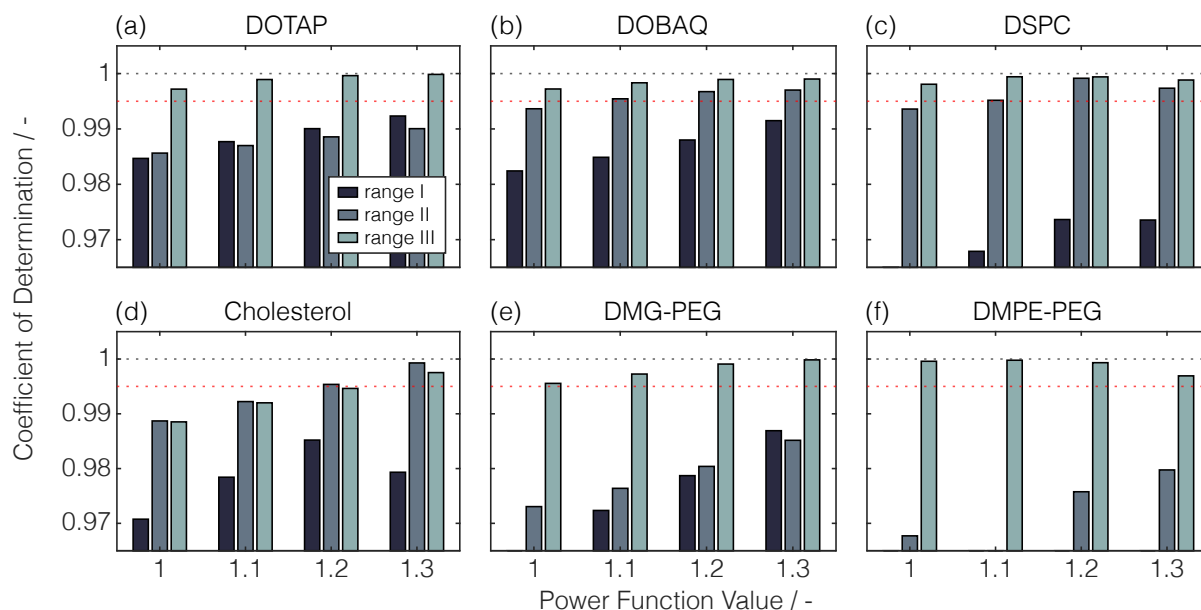 (a) DOTAP
(b) DOBAQ
(c) DSPC
Coefficient of Determination / -
1
0.99
0.98
0.97
range I
range II
range III
(d) Cholesterol
(e) DMG-PEG
(f) DMPE-PEG
1
0.99
0.98
0.97
1 1.1 1.2 1.3
1 1.1 1.2 1.3
1 1.1 1.2 1.3
Power Function Value / -